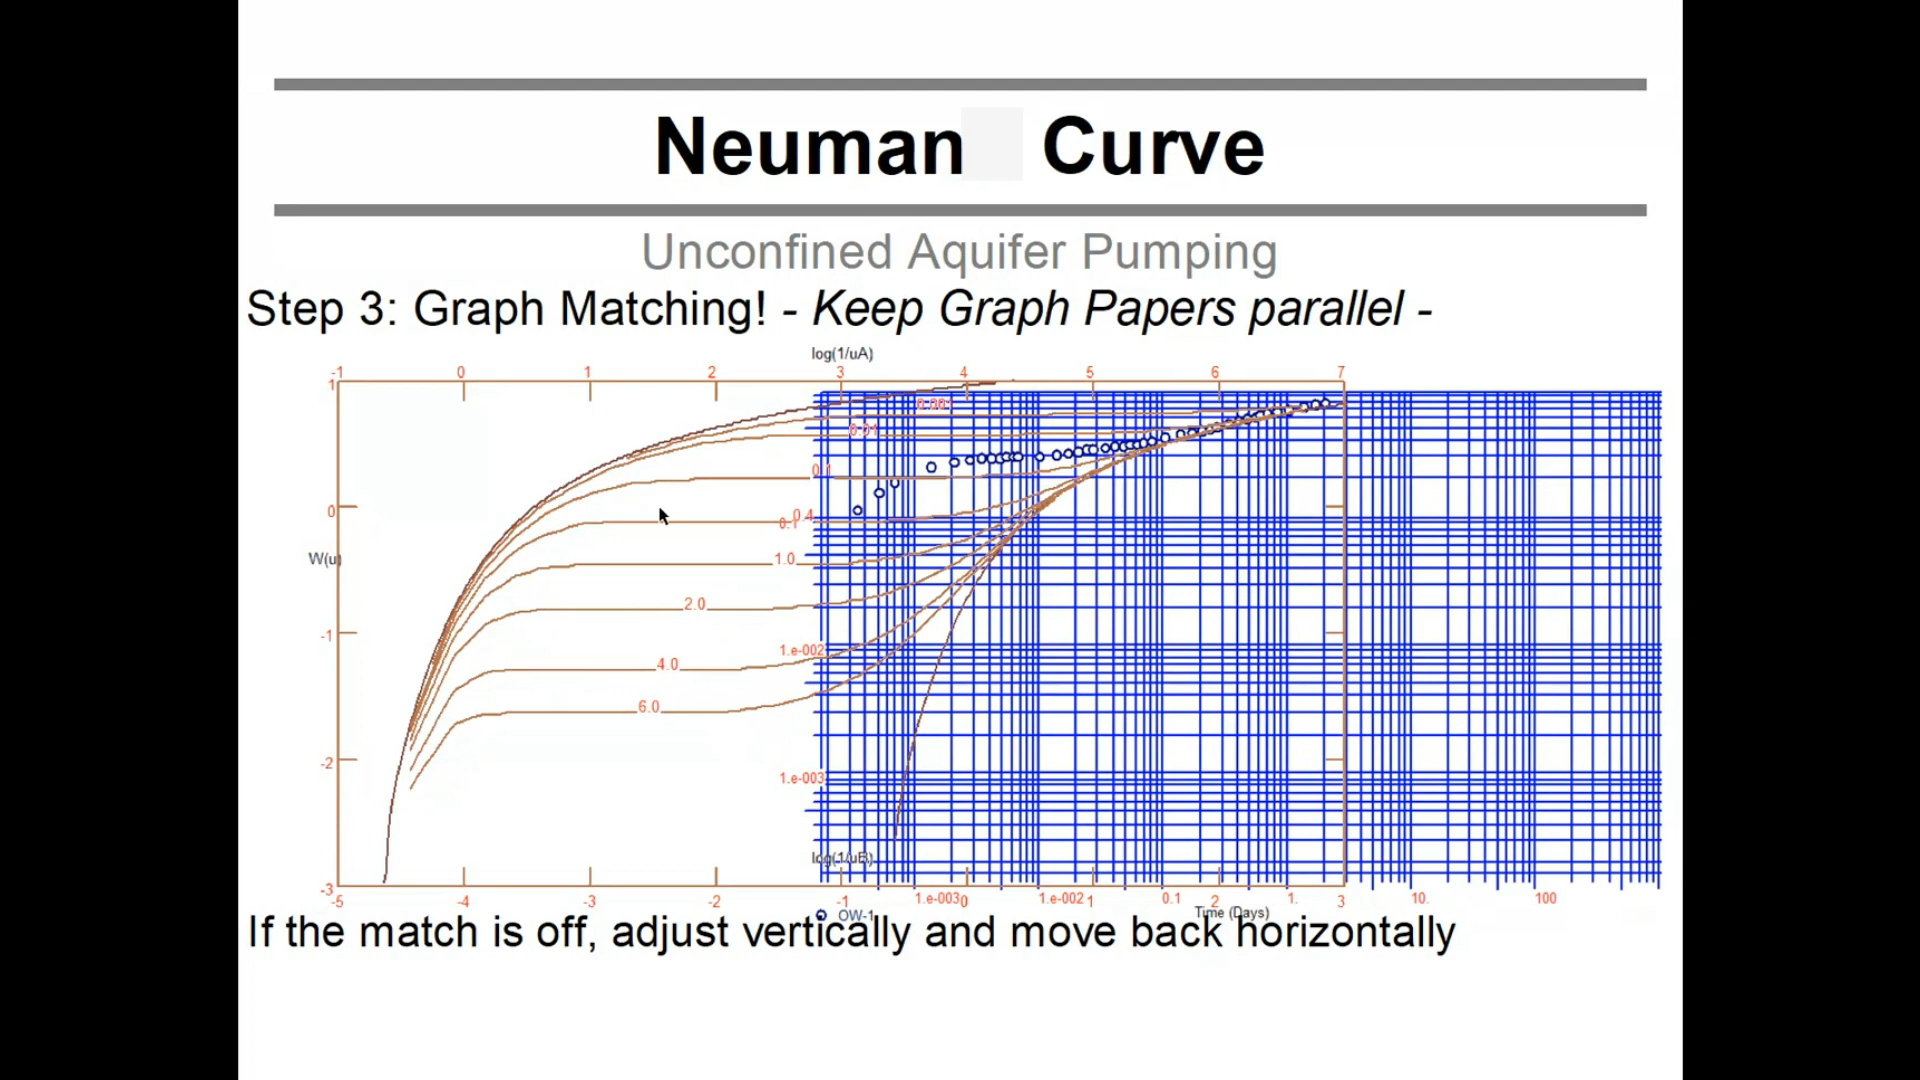 Neuman Curve
Unconfined Aquifer Pumping
Step 3: Graph Matching! - Keep Graph Papers parallel -
log(1/uA)
-1 0 1 2 3 4 5 6 7
1
0.001
0.01
0.1
0
0.4
0.1
W(u)
1.0
2.0
-1
1.e-002
4.0
6.0
-2
1.e-003
log(1/uB)
-3
-5 -4 -3 -2 -1 1.e-003 0 1.e-002 1 0.1 2 1. 3 10. 100
OW-1
Time (Days)
If the match is off, adjust vertically and move back horizontally